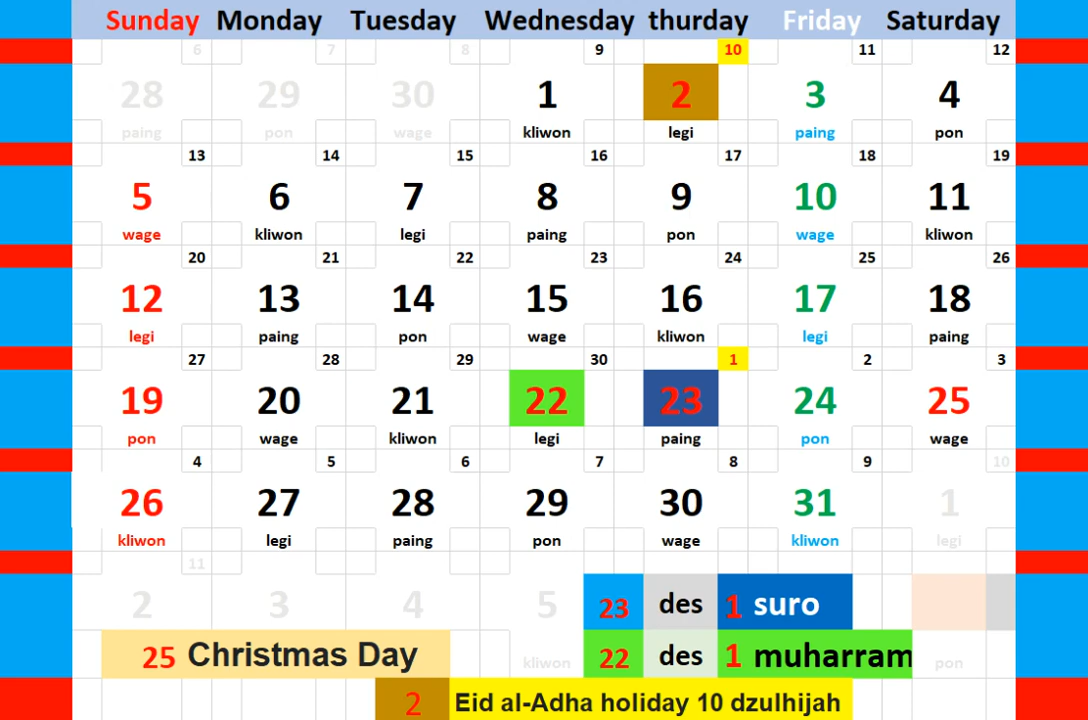 Sunday Monday Tuesday Wednesday thurday Friday Saturday
6 7 8 9 10 11 12
28 29 30 1 2 3 4
paing pon wage kliwon legi paing pon
13 14 15 16 17 18 19
5 6 7 8 9 10 11
wage kliwon legi paing pon wage kliwon
20 21 22 23 24 25 26
12 13 14 15 16 17 18
legi paing pon wage kliwon legi paing
27 28 29 30 1 2 3
19 20 21 22 23 24 25
pon wage kliwon legi paing pon wage
4 5 6 7 8 9 10
26 27 28 29 30 31 1
kliwon legi paing pon wage kliwon legi
11
2 3 4 5 23 des 1 suro
25 Christmas Day kliwon 22 des 1 muharram pon
2 Eid al-Adha holiday 10 dzulhijah